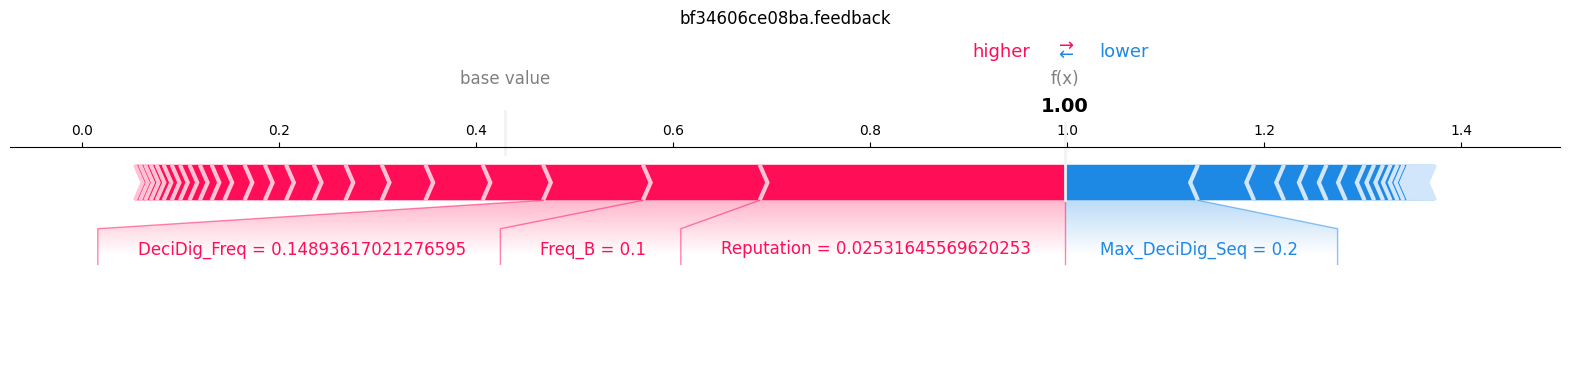 bf34606ce08ba.feedback
higher ⇄ lower
base value f(x)
1.00
0.0 0.2 0.4 0.6 0.8 1.0 1.2 1.4
DeciDig_Freq = 0.14893617021276595 Freq_B = 0.1 Reputation = 0.02531645569620253 Max_DeciDig_Seq = 0.2